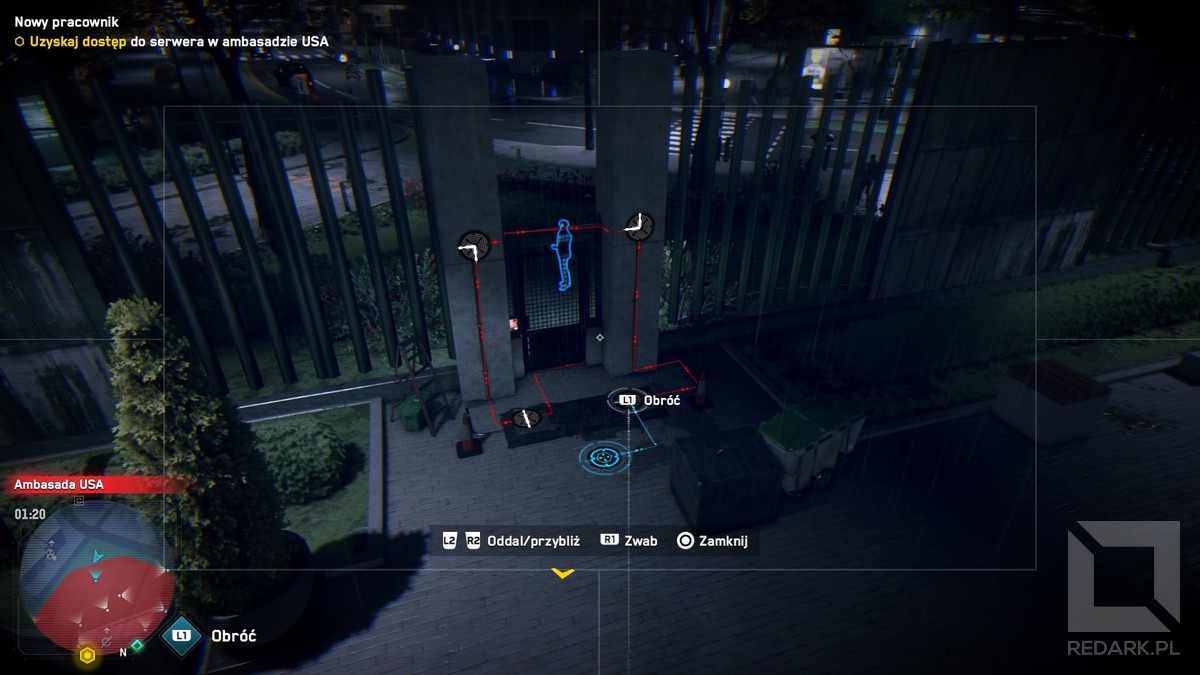 Nowy pracownik
Uzyskaj dostęp do serwera w ambasadzie USA
L1 Obróć
Ambasada USA
01:20
L2 R2 Oddal/przybliż R1 Zwab Zamknij
L1 Obróć
N
REDARK.PL